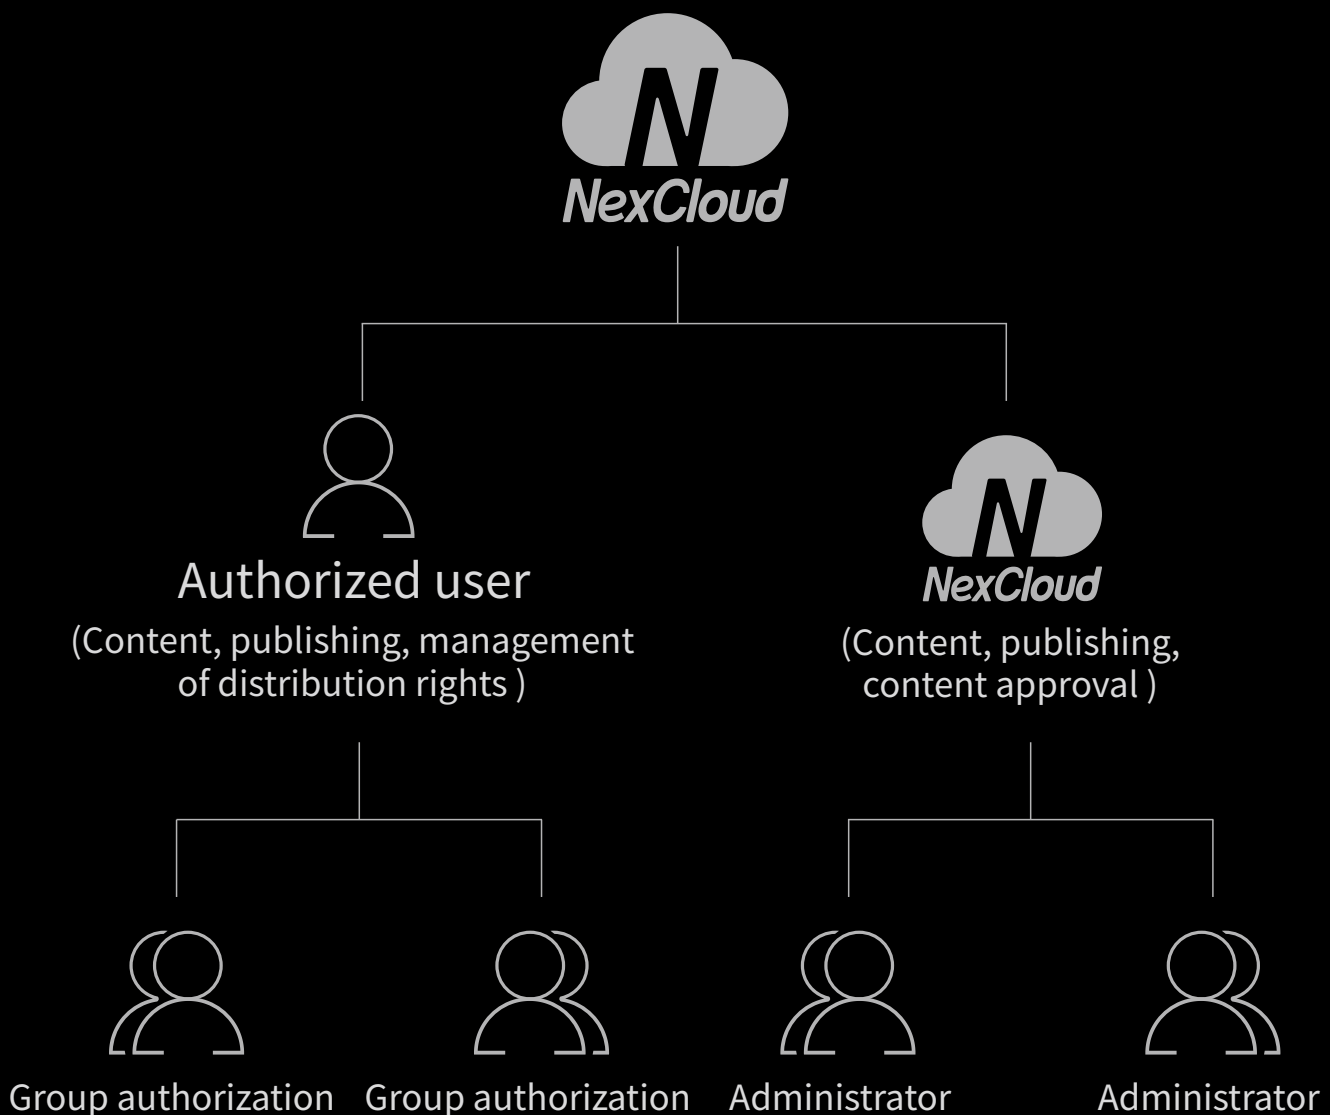 N
NexCloud
Authorized user
(Content, publishing, management
of distribution rights )
N
NexCloud
(Content, publishing,
content approval )
Group authorization
Group authorization
Administrator
Administrator